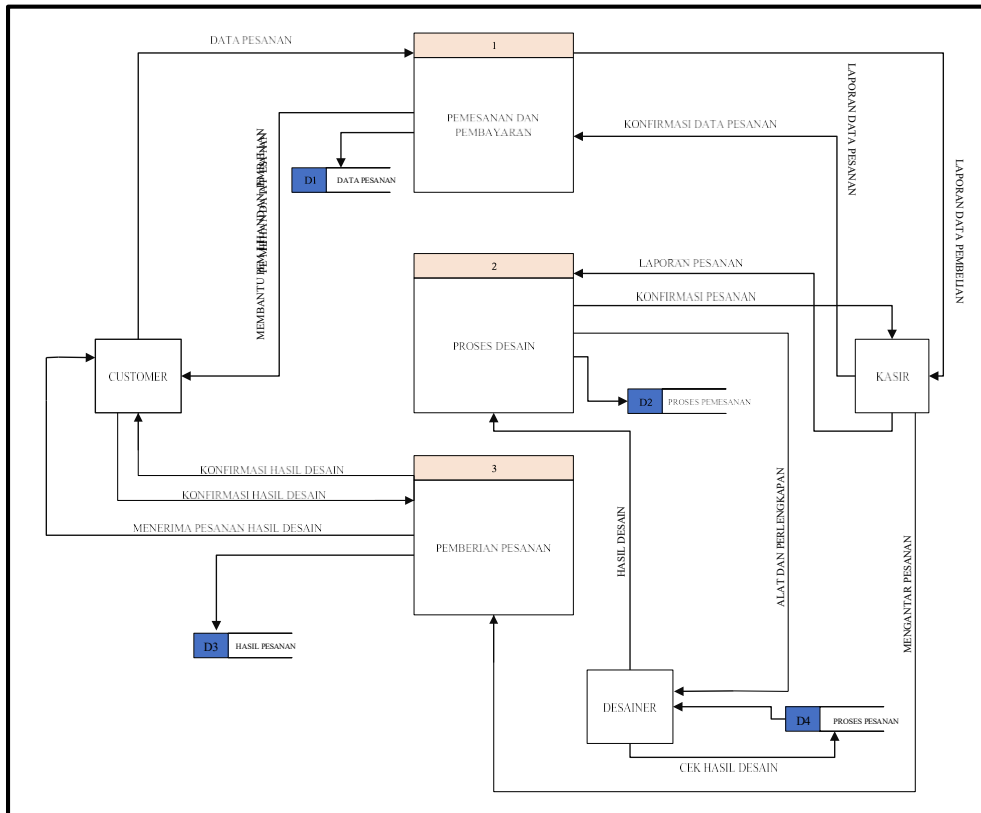 DATA PESANAN
1
PEMESANAN DAN
PEMBAYARAN
KONFIRMASI DATA PESANAN
LAPORAN DATA PESANAN
LAPORAN DATA PEMBELIAN
D1
DATA PESANAN
MEMBANTU
2
LAPORAN PESANAN
KONFIRMASI PESANAN
PROSES DESAIN
CUSTOMER
KASIR
D2
PROSES PEMESANAN
3
KONFIRMASI HASIL DESAIN
KONFIRMASI HASIL DESAIN
MENERIMA PESANAN HASIL DESAIN
PEMBERIAN PESANAN
HASIL DESAIN
ALAT DAN PERLENGKAPAN
MENGANTAR PESANAN
D3
HASIL PESANAN
DESAINER
D4
PROSES PESANAN
CEK HASIL DESAIN